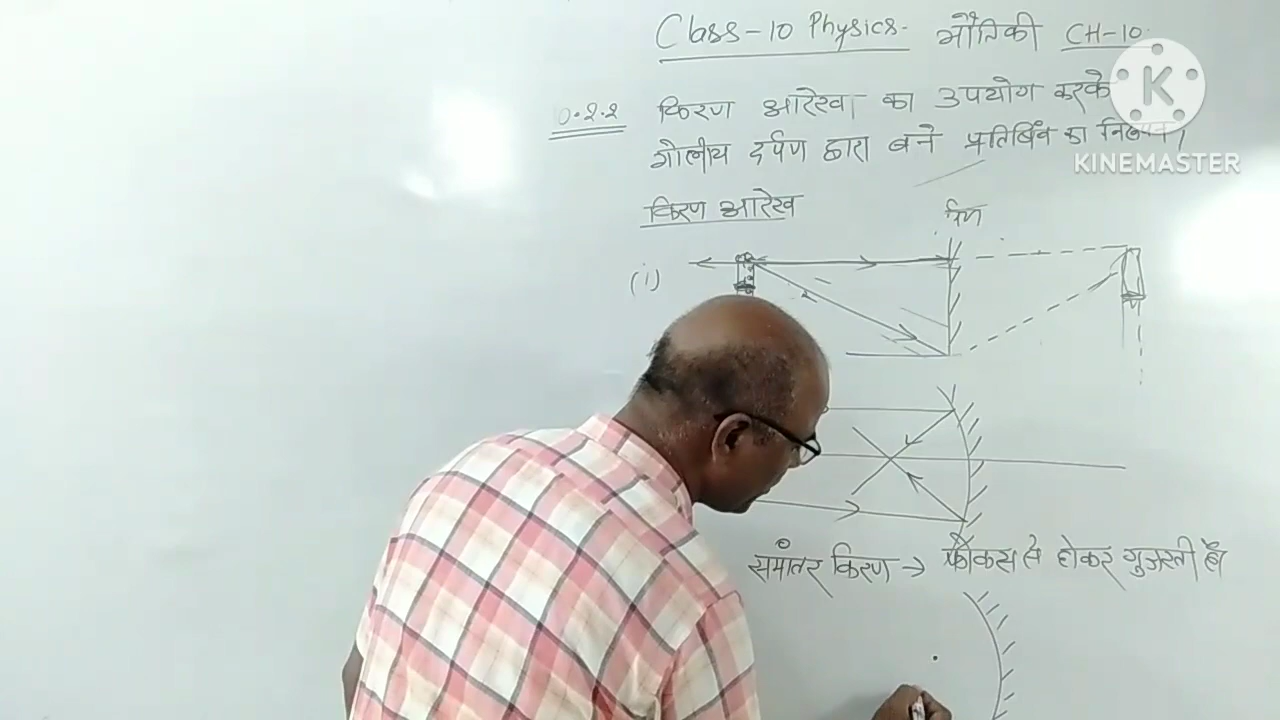 Class-10 Physics. भौतिकी CH-10.
0.2.2 किरण आरेख का उपयोग करके
गोलीय दर्पण द्वारा बने प्रतिबिंब का
किरण आरेख
(i)
समांतर किरण → फोकस से होकर गुजरती है
K
KINEMASTER